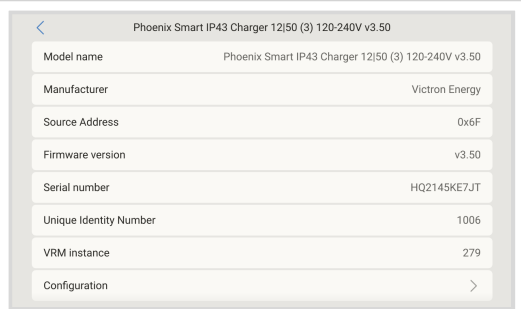 Phoenix Smart IP43 Charger 12|50 (3) 120-240V v3.50
Model name Phoenix Smart IP43 Charger 12|50 (3) 120-240V v3.50
Manufacturer Victron Energy
Source Address 0x6F
Firmware version v3.50
Serial number HQ2145KE7JT
Unique Identity Number 1006
VRM instance 279
Configuration